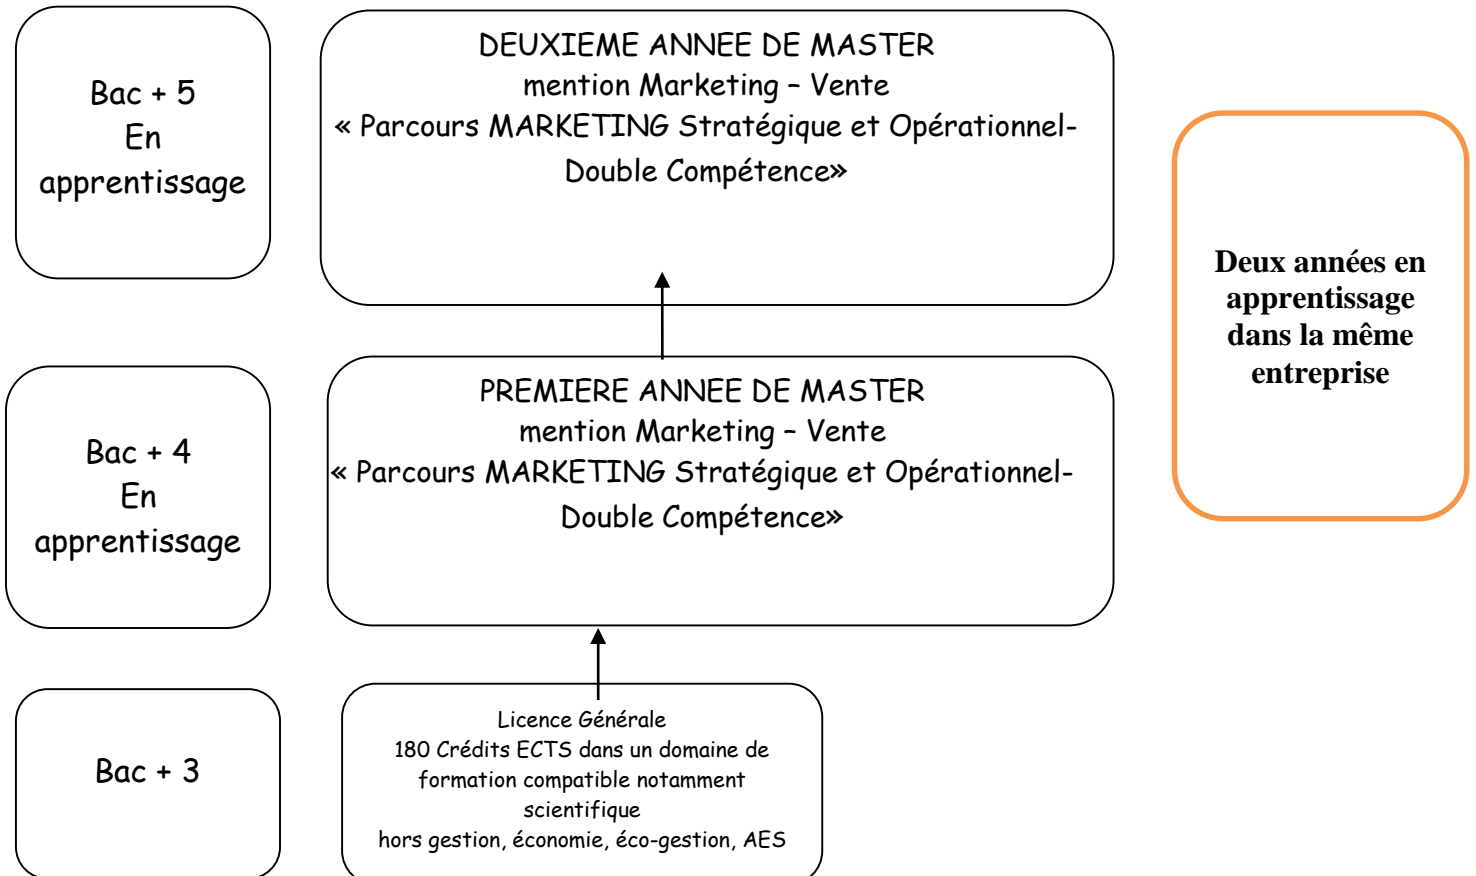 Bac + 5
En
apprentissage
DEUXIEME ANNEE DE MASTER
mention Marketing – Vente
« Parcours MARKETING Stratégique et Opérationnel-
Double Compétence»
Deux années en
apprentissage
dans la même
entreprise
Bac + 4
En
apprentissage
PREMIERE ANNEE DE MASTER
mention Marketing – Vente
« Parcours MARKETING Stratégique et Opérationnel-
Double Compétence»
Bac + 3
Licence Générale
180 Crédits ECTS dans un domaine de
formation compatible notamment
scientifique
hors gestion, économie, éco-gestion, AES